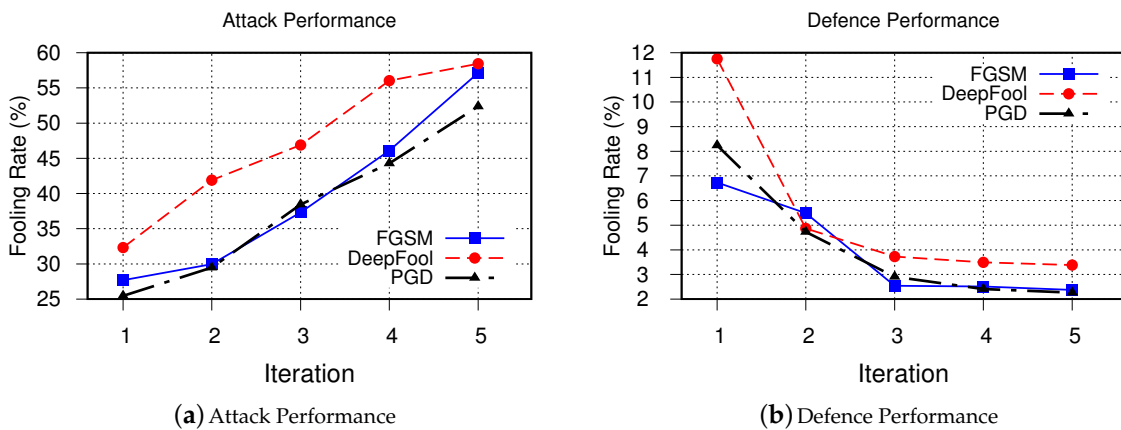 Attack Performance
Fooling Rate (%)
60
55
50
45
40
35
30
25
1 2 3 4 5
Iteration
FGSM
DeepFool
PGD
(a) Attack Performance
Defence Performance
Fooling Rate (%)
12
11
10
9
8
7
6
5
4
3
2
1 2 3 4 5
Iteration
FGSM
DeepFool
PGD
(b) Defence Performance